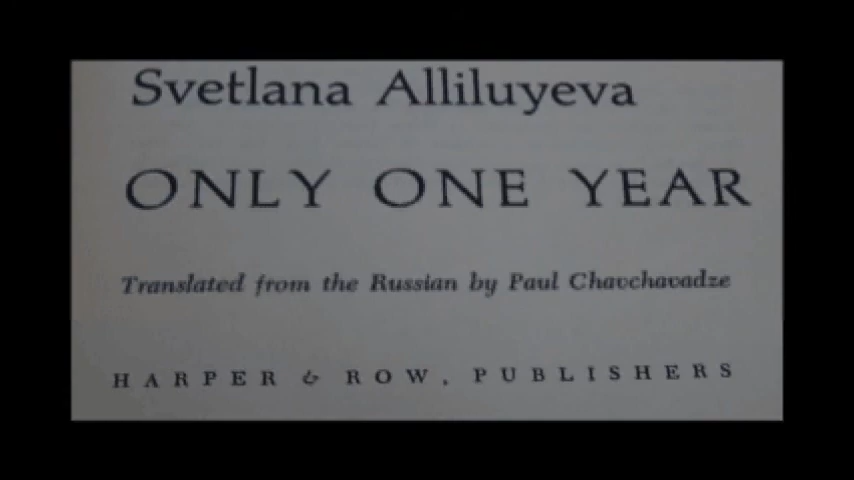 Svetlana Alliluyeva
ONLY ONE YEAR
Translated from the Russian by Paul Chavchavadze
HARPER & ROW, PUBLISHERS